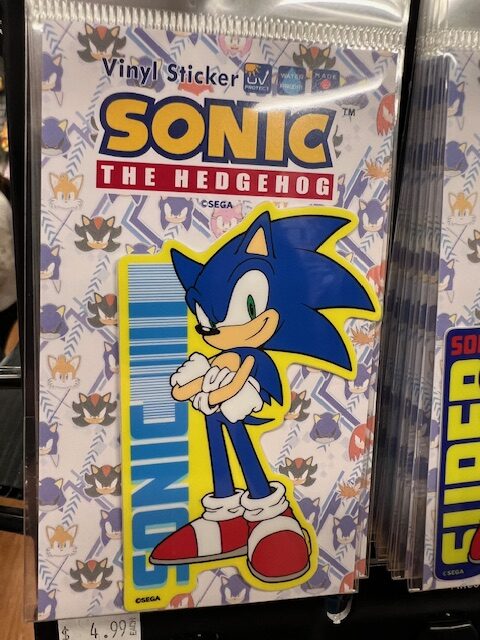 Vinyl Sticker
UV
PROTECT
WATER
PROOF
MADE
SONIC
TM
THE HEDGEHOG
©SEGA
SONIC
©SEGA
$ 4.99 EACH
SUPER
©SEGA